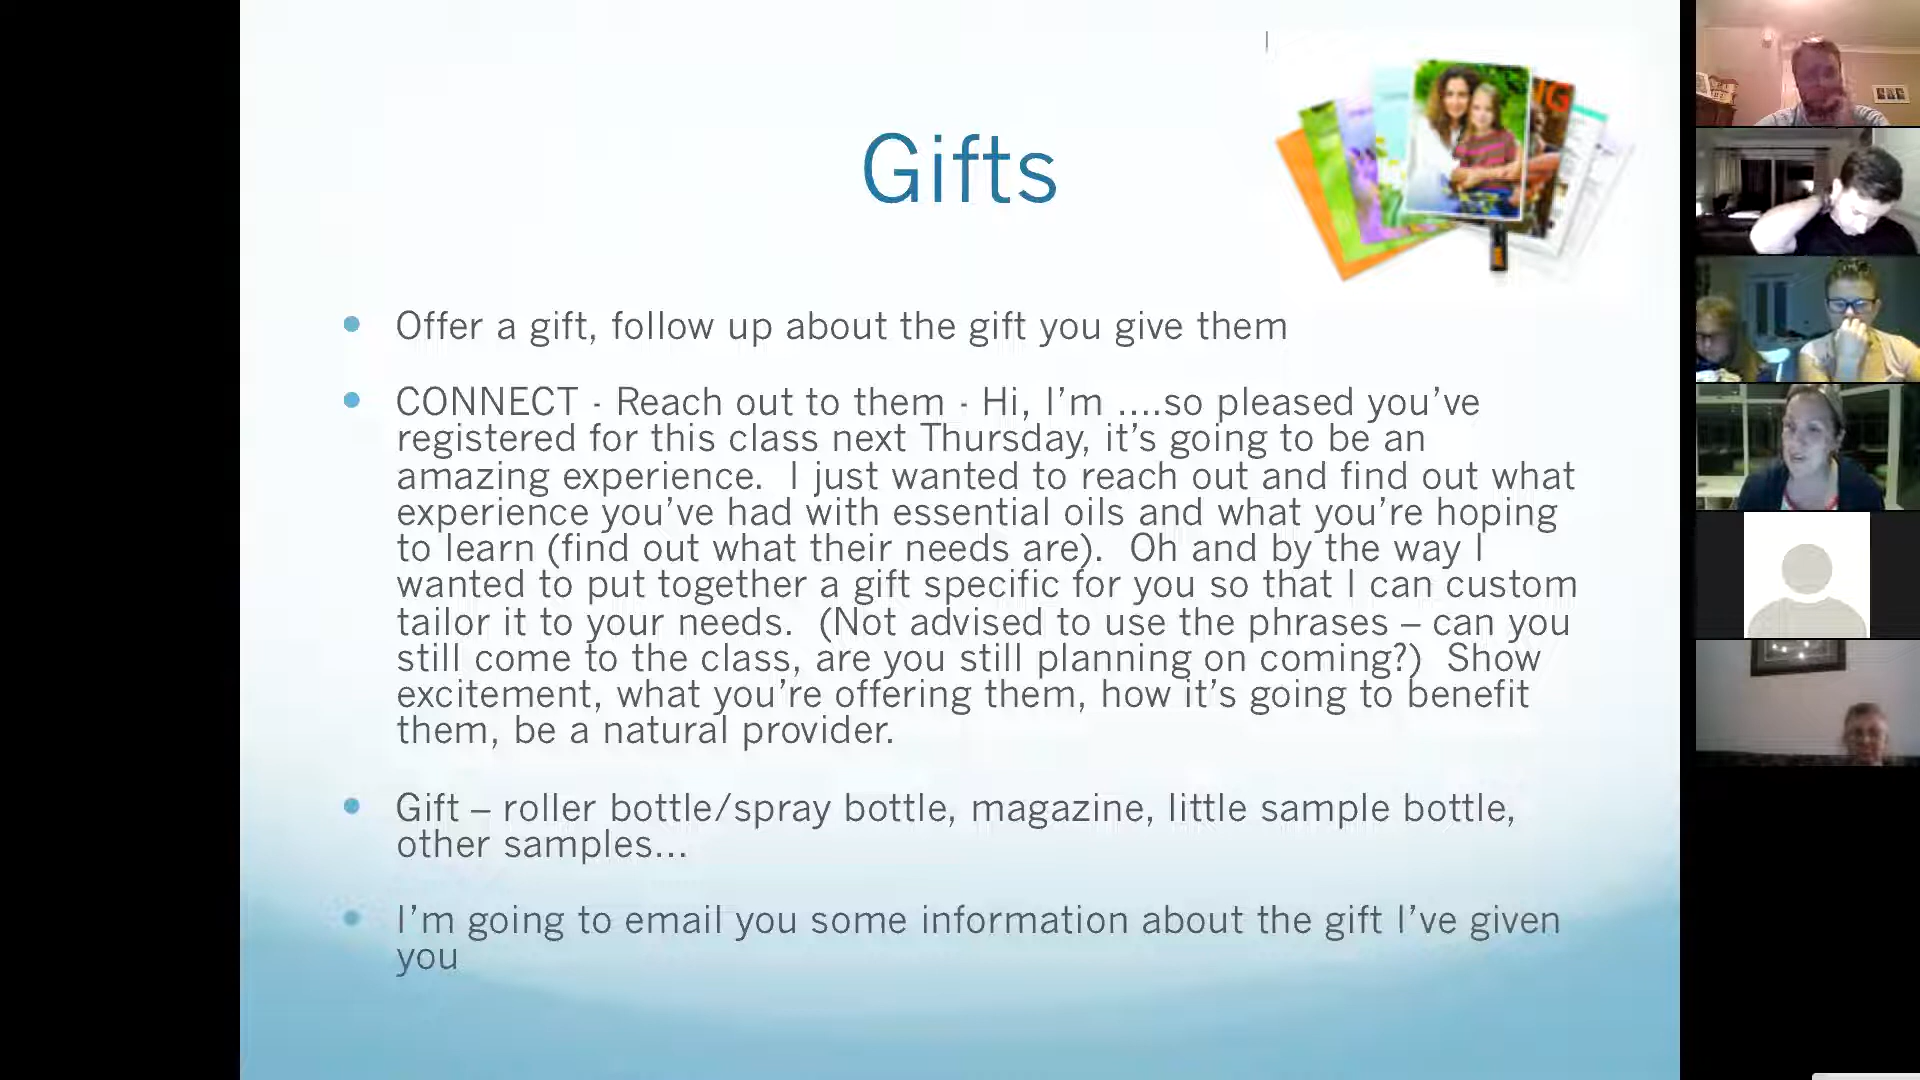 Gifts
Offer a gift, follow up about the gift you give them
CONNECT - Reach out to them - Hi, I’m ....so pleased you’ve
registered for this class next Thursday, it’s going to be an
amazing experience.  I just wanted to reach out and find out what
experience you’ve had with essential oils and what you’re hoping
to learn (find out what their needs are).  Oh and by the way I
wanted to put together a gift specific for you so that I can custom
tailor it to your needs.  (Not advised to use the phrases – can you
still come to the class, are you still planning on coming?)  Show
excitement, what you’re offering them, how it’s going to benefit
them, be a natural provider.
Gift – roller bottle/spray bottle, magazine, little sample bottle,
other samples...
I’m going to email you some information about the gift I’ve given
you